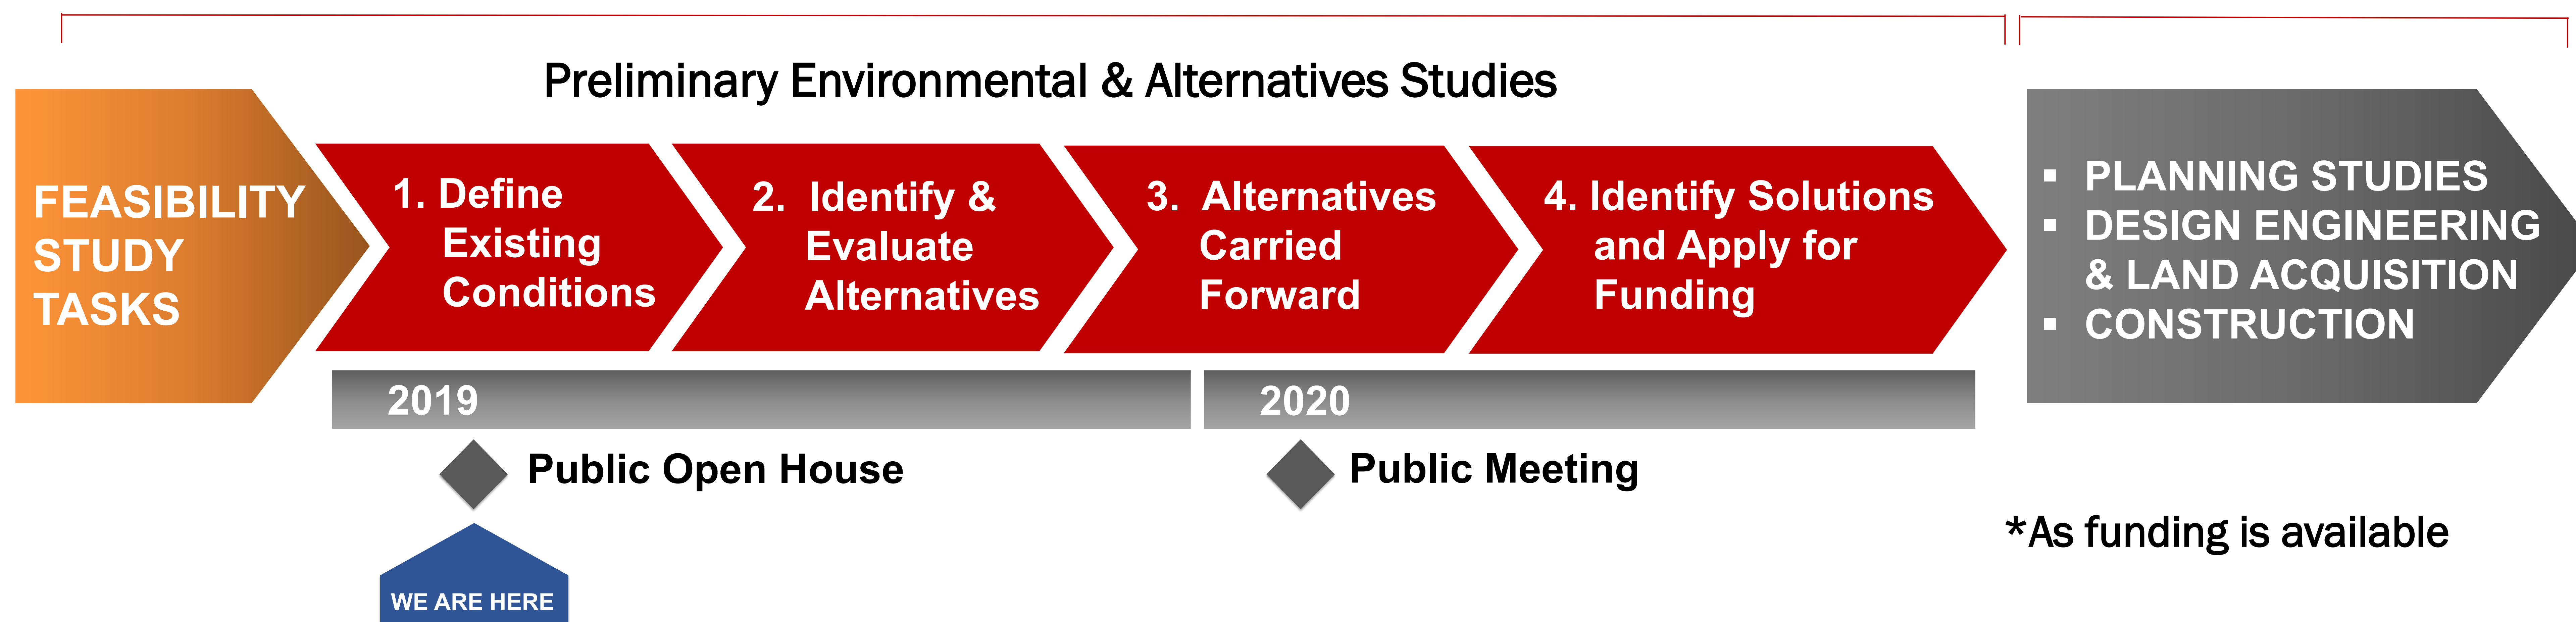 Preliminary Environmental & Alternatives Studies
FEASIBILITY
STUDY
TASKS
1. Define
Existing
Conditions
2. Identify &
Evaluate
Alternatives
3. Alternatives
Carried
Forward
4. Identify Solutions
and Apply for
Funding
▪ PLANNING STUDIES
▪ DESIGN ENGINEERING
& LAND ACQUISITION
▪ CONSTRUCTION
2019
2020
Public Open House
Public Meeting
*As funding is available
WE ARE HERE